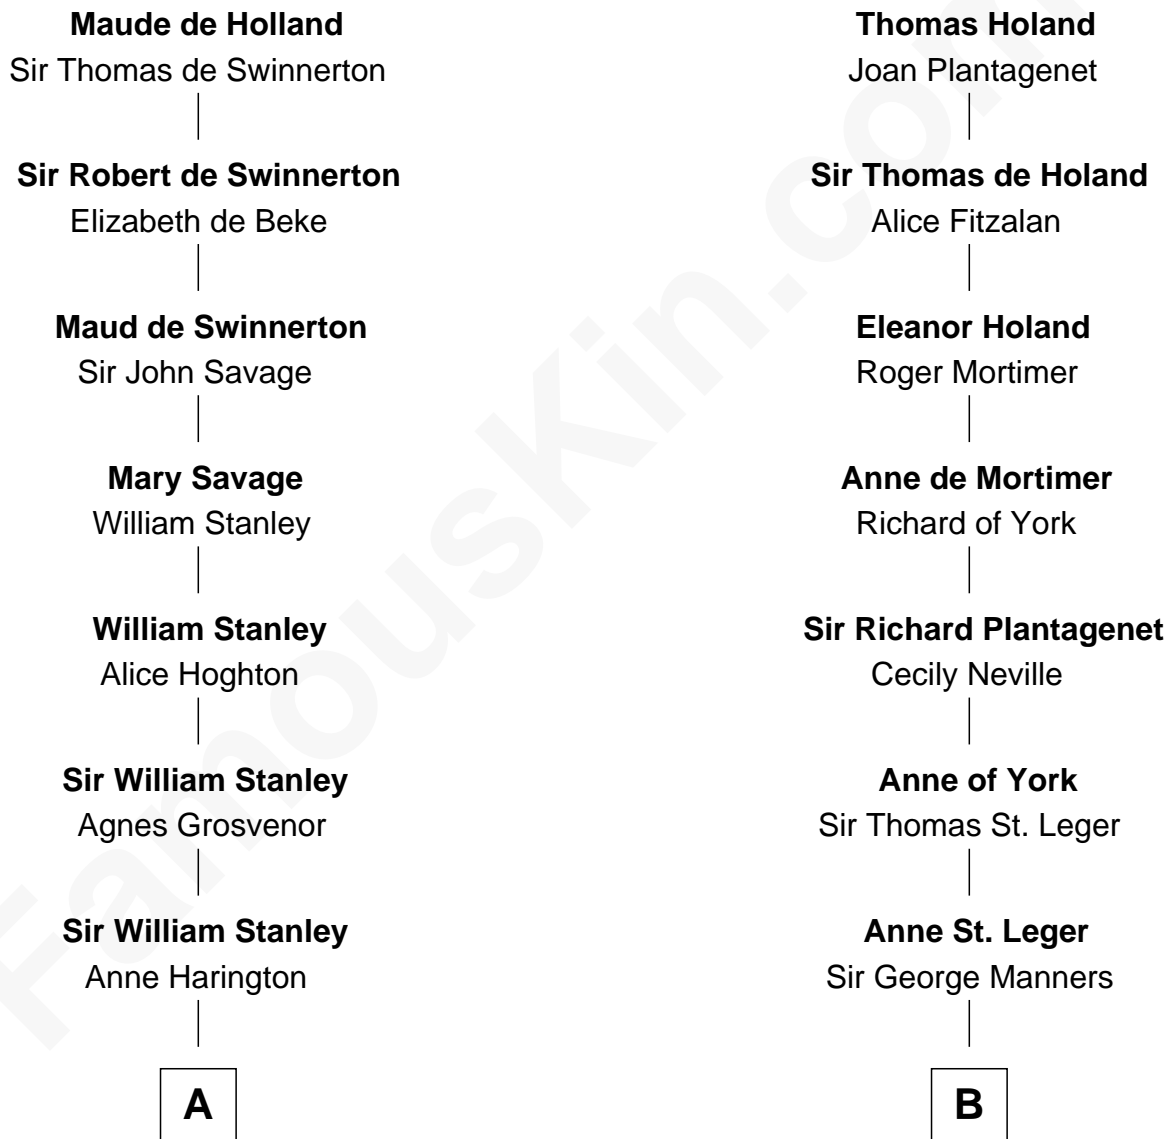 Maude de Holland
Sir Thomas de Swinnerton
Sir Robert de Swinnerton
Elizabeth de Beke
Maud de Swinnerton
Sir John Savage
Mary Savage
William Stanley
William Stanley
Alice Hoghton
Sir William Stanley
Agnes Grosvenor
Sir William Stanley
Anne Harington
A
Thomas Holand
Joan Plantagenet
Sir Thomas de Holand
Alice Fitzalan
Eleanor Holand
Roger Mortimer
Anne de Mortimer
Richard of York
Sir Richard Plantagenet
Cecily Neville
Anne of York
Sir Thomas St. Leger
Anne St. Leger
Sir George Manners
B
FamousKin.com